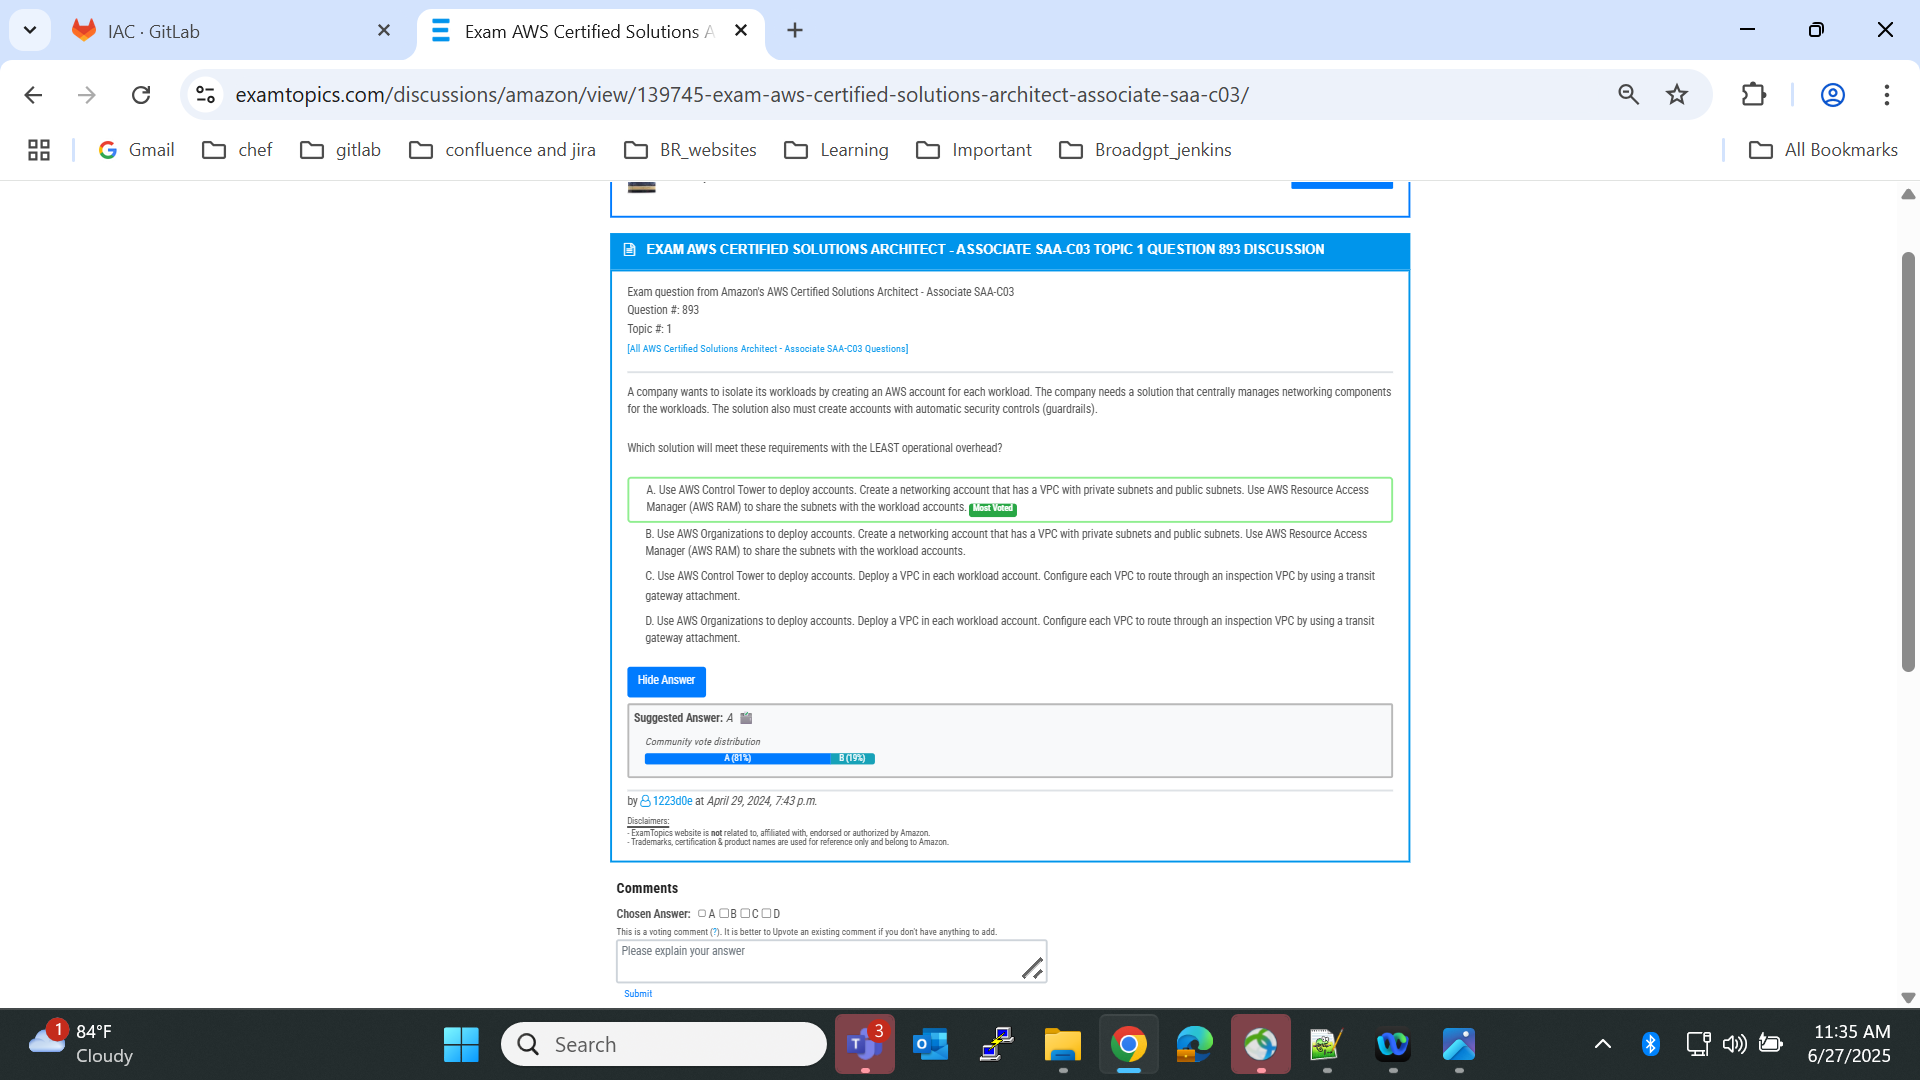 IAC · GitLab
Exam AWS Certified Solutions A
examtopics.com/discussions/amazon/view/139745-exam-aws-certified-solutions-architect-associate-saa-c03/
Gmail
chef
gitlab
confluence and jira
BR_websites
Learning
Important
Broadgpt_jenkins
All Bookmarks
EXAM AWS CERTIFIED SOLUTIONS ARCHITECT - ASSOCIATE SAA-C03 TOPIC 1 QUESTION 893 DISCUSSION
Exam question from Amazon's AWS Certified Solutions Architect - Associate SAA-C03
Question #: 893
Topic #: 1
[All AWS Certified Solutions Architect - Associate SAA-C03 Questions]
A company wants to isolate its workloads by creating an AWS account for each workload. The company needs a solution that centrally manages networking components
for the workloads. The solution also must create accounts with automatic security controls (guardrails).
Which solution will meet these requirements with the LEAST operational overhead?
A. Use AWS Control Tower to deploy accounts. Create a networking account that has a VPC with private subnets and public subnets. Use AWS Resource Access
Manager (AWS RAM) to share the subnets with the workload accounts. Most Voted
B. Use AWS Organizations to deploy accounts. Create a networking account that has a VPC with private subnets and public subnets. Use AWS Resource Access
Manager (AWS RAM) to share the subnets with the workload accounts.
C. Use AWS Control Tower to deploy accounts. Deploy a VPC in each workload account. Configure each VPC to route through an inspection VPC by using a transit
gateway attachment.
D. Use AWS Organizations to deploy accounts. Deploy a VPC in each workload account. Configure each VPC to route through an inspection VPC by using a transit
gateway attachment.
Hide Answer
Suggested Answer: A
Community vote distribution
A (81%)
B (19%)
by 1223d0e at April 29, 2024, 7:43 p.m.
Disclaimers:
- ExamTopics website is not related to, affiliated with, endorsed or authorized by Amazon.
- Trademarks, certification & product names are used for reference only and belong to Amazon.
Comments
Chosen Answer: A B C D
This is a voting comment (?). It is better to Upvote an existing comment if you don't have anything to add.
Please explain your answer
Submit
1
84°F
Cloudy
Search
3
11:35 AM
6/27/2025